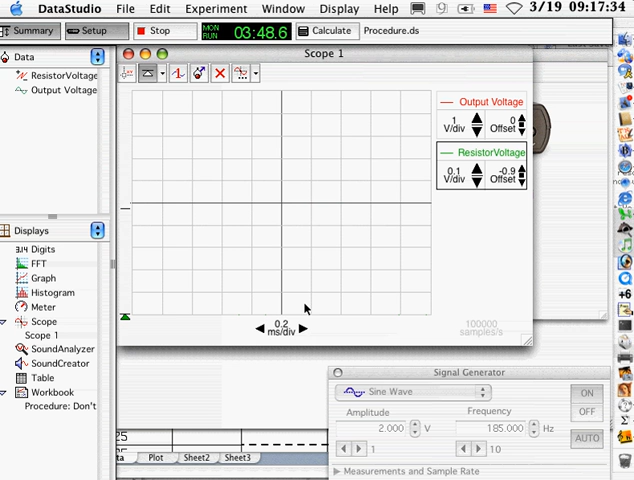 DataStudio File Edit Experiment Window Display Help 3/19 09:17:34
Summary Setup Stop MON RUN 03:48.6 Calculate Procedure.ds
Data
ResistorVoltage
Output Voltage
Displays
3.14 Digits
FFT
Graph
Histogram
Meter
Scope
Scope 1
SoundAnalyzer
SoundCreator
Table
Workbook
Procedure: Don't
Scope 1
Output Voltage
1 V/div
0 Offset
ResistorVoltage
0.1 V/div
-0.9 Offset
0.2
ms/div
100000
samples/s
+6
Signal Generator
Sine Wave
ON
OFF
AUTO
Amplitude Frequency
2.000 V 185.000 Hz
1 10
Measurements and Sample Rate
25
ta Plot Sheet2 Sheet3